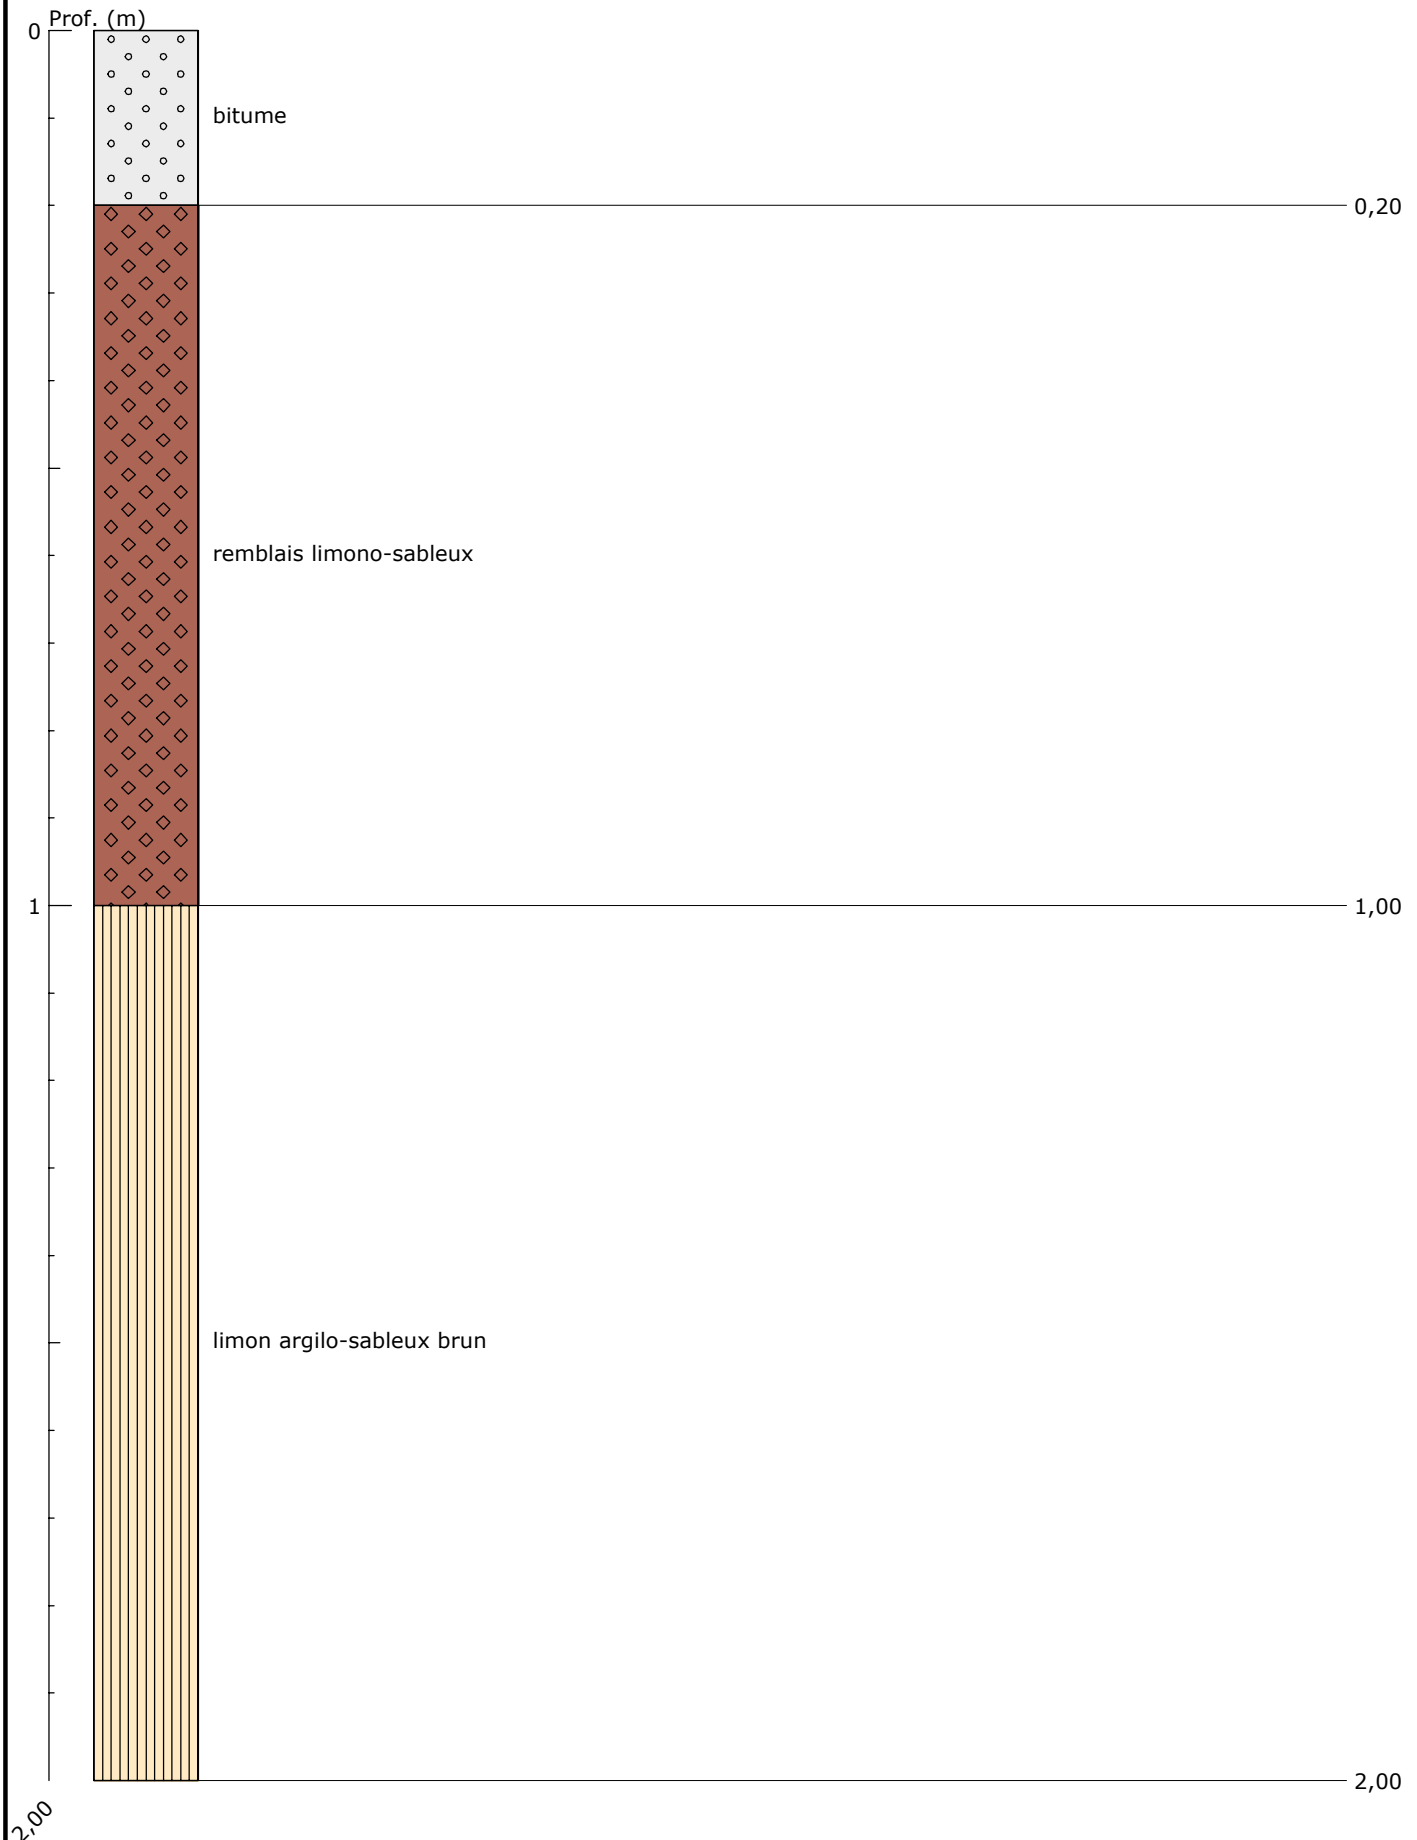 Prof. (m)
0
bitume
0,20
remblais limono-sableux
1
1,00
limon argilo-sableux brun
2,00
2,00